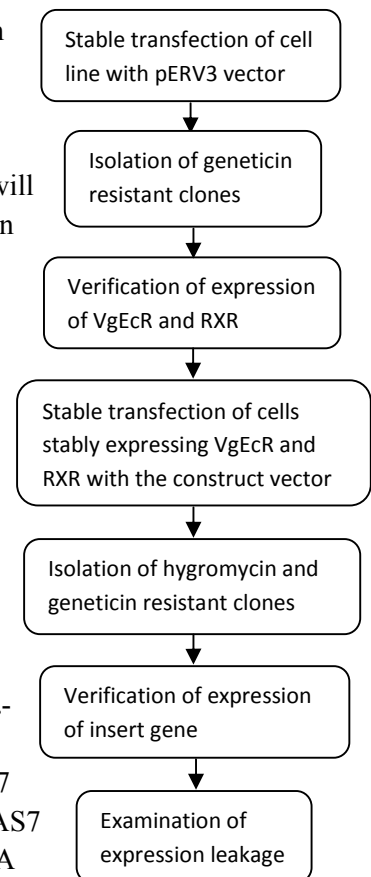 will
AS7
Stable transfection of cell
line with pERV3 vector
Isolation of geneticin
resistant clones
Verification of expression
of VgEcR and RXR
Stable transfection of cells
stably expressing VgEcR and
RXR with the construct vector
Isolation of hygromycin and
geneticin resistant clones
Verification of expression
of insert gene
Examination of
expression leakage